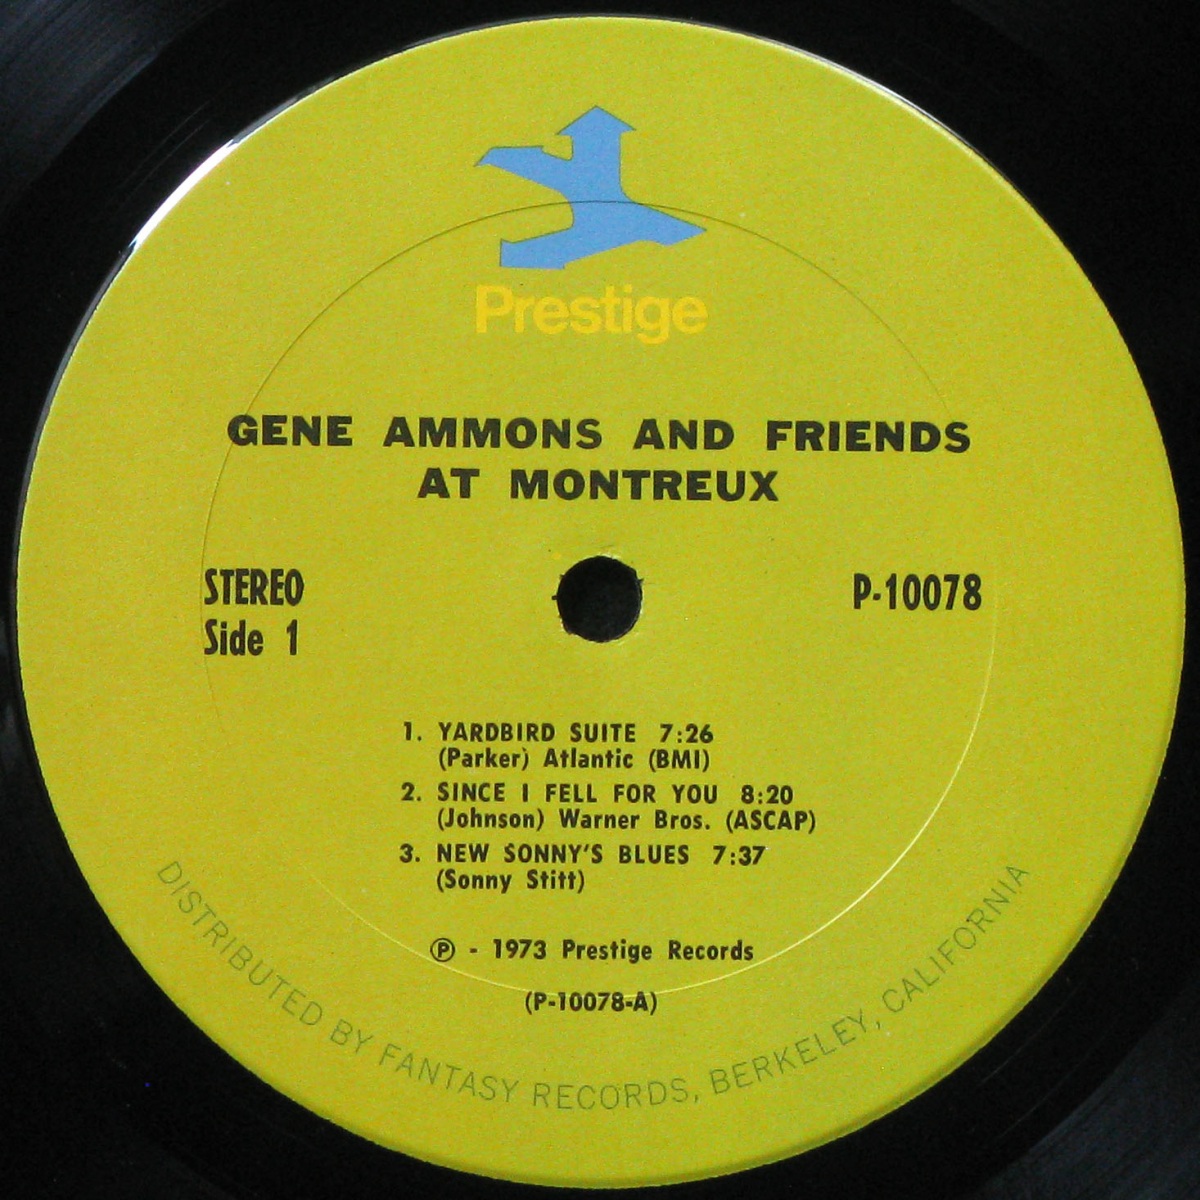 Prestige
GENE AMMONS AND FRIENDS
AT MONTREUX
STEREO
Side 1
P-10078
1. YARDBIRD SUITE 7:26
(Parker) Atlantic (BMI)
2. SINCE I FELL FOR YOU 8:20
(Johnson) Warner Bros. (ASCAP)
3. NEW SONNY'S BLUES 7:37
(Sonny Stitt)
℗ - 1973 Prestige Records
(P-10078-A)
DISTRIBUTED BY FANTASY RECORDS, BERKELEY, CALIFORNIA